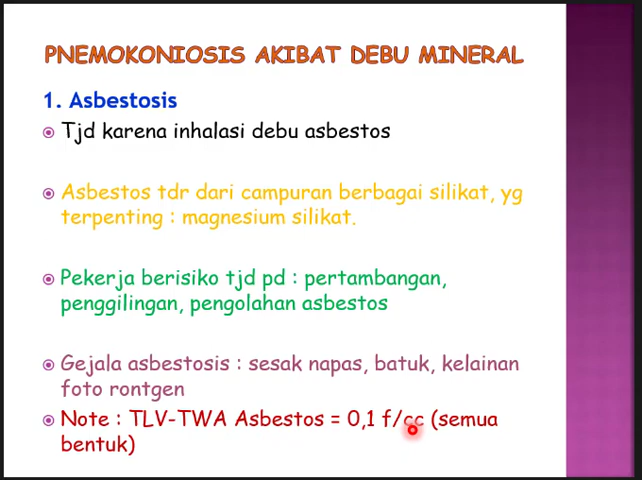 PNEMOKONIOSIS AKIBAT DEBU MINERAL
1. Asbestosis
Tjd karena inhalasi debu asbestos
Asbestos tdr dari campuran berbagai silikat, yg
terpenting : magnesium silikat.
Pekerja berisiko tjd pd : pertambangan,
penggilingan, pengolahan asbestos
Gejala asbestosis : sesak napas, batuk, kelainan
foto rontgen
Note : TLV-TWA Asbestos = 0,1 f/cc (semua
bentuk)